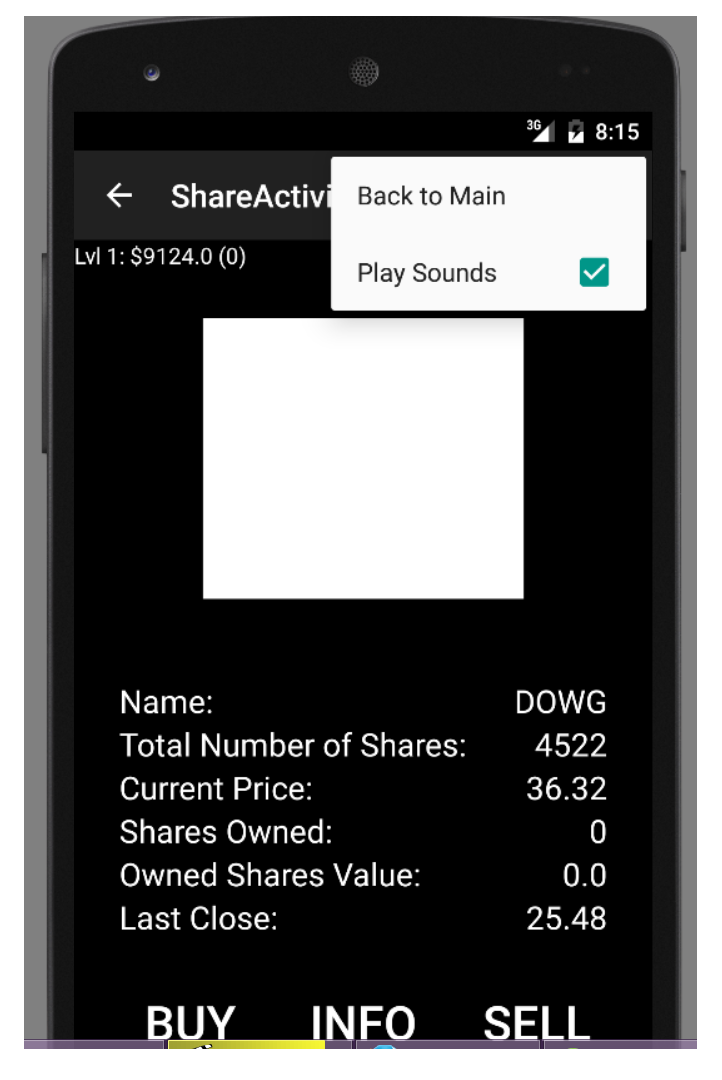 3G 8:15
ShareActivi
Back to Main
Lvl 1: $9124.0 (0)
Play Sounds
Name: DOWG
Total Number of Shares: 4522
Current Price: 36.32
Shares Owned: 0
Owned Shares Value: 0.0
Last Close: 25.48
BUY INFO SELL